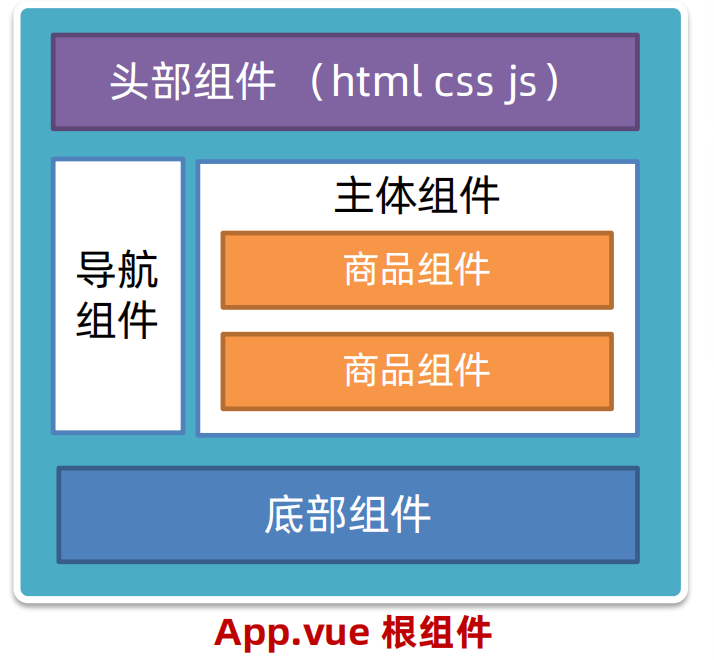 头部组件 （html css js）
导航
组件
主体组件
商品组件
商品组件
底部组件
App.vue 根组件